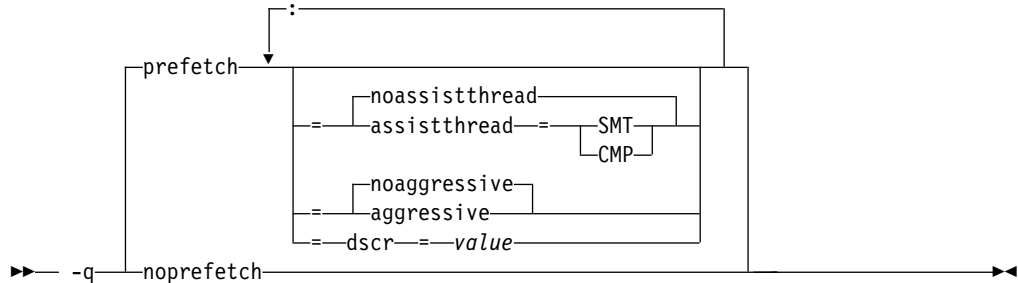 :
prefetch
noassistthread
= assistthread = SMT
CMP
noaggressive
= aggressive
= dscr = value
-q noprefetch